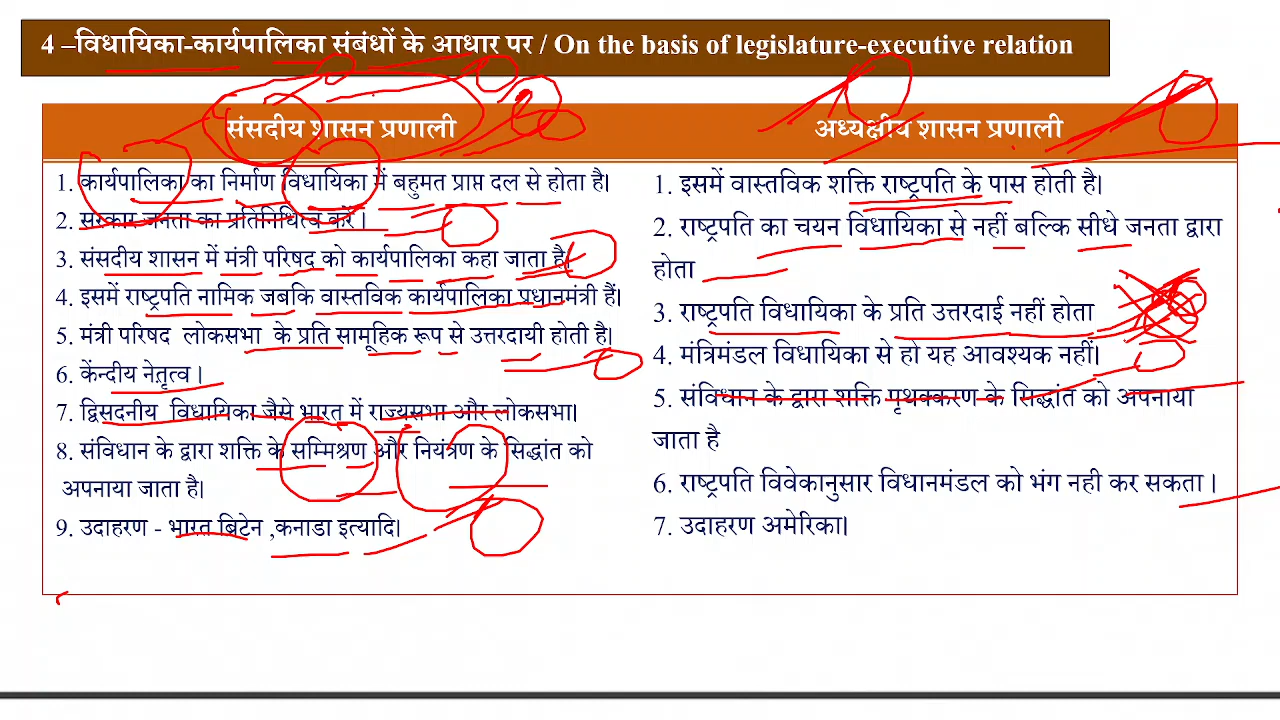 4 –विधायिका-कार्यपालिका संबंधों के आधार पर / On the basis of legislature-executive relation
संसदीय शासन प्रणाली
1. कार्यपालिका का निर्माण विधायिका में बहुमत प्राप्त दल से होता है।
2. सरकार जनता का प्रतिनिधित्व करें।
3. संसदीय शासन में मंत्री परिषद को कार्यपालिका कहा जाता है।
4. इसमें राष्ट्रपति नामिक जबकि वास्तविक कार्यपालिका प्रधानमंत्री हैं।
5. मंत्री परिषद लोकसभा के प्रति सामूहिक रूप से उत्तरदायी होती है।
6. केंन्दीय नेतृत्व।
7. द्विसदनीय विधायिका जैसे भारत में राज्यसभा और लोकसभा।
8. संविधान के द्वारा शक्ति के सम्मिश्रण और नियंत्रण के सिद्धांत को
अपनाया जाता है।
9. उदाहरण - भारत ब्रिटेन ,कनाडा इत्यादि।
अध्यक्षीय शासन प्रणाली
1. इसमें वास्तविक शक्ति राष्ट्रपति के पास होती है।
2. राष्ट्रपति का चयन विधायिका से नहीं बल्कि सीधे जनता द्वारा
होता
3. राष्ट्रपति विधायिका के प्रति उत्तरदाई नहीं होता
4. मंत्रिमंडल विधायिका से हो यह आवश्यक नहीं।
5. संविधान के द्वारा शक्ति पृथक्करण के सिद्धांत को अपनाया
जाता है
6. राष्ट्रपति विवेकानुसार विधानमंडल को भंग नही कर सकता।
7. उदाहरण अमेरिका।